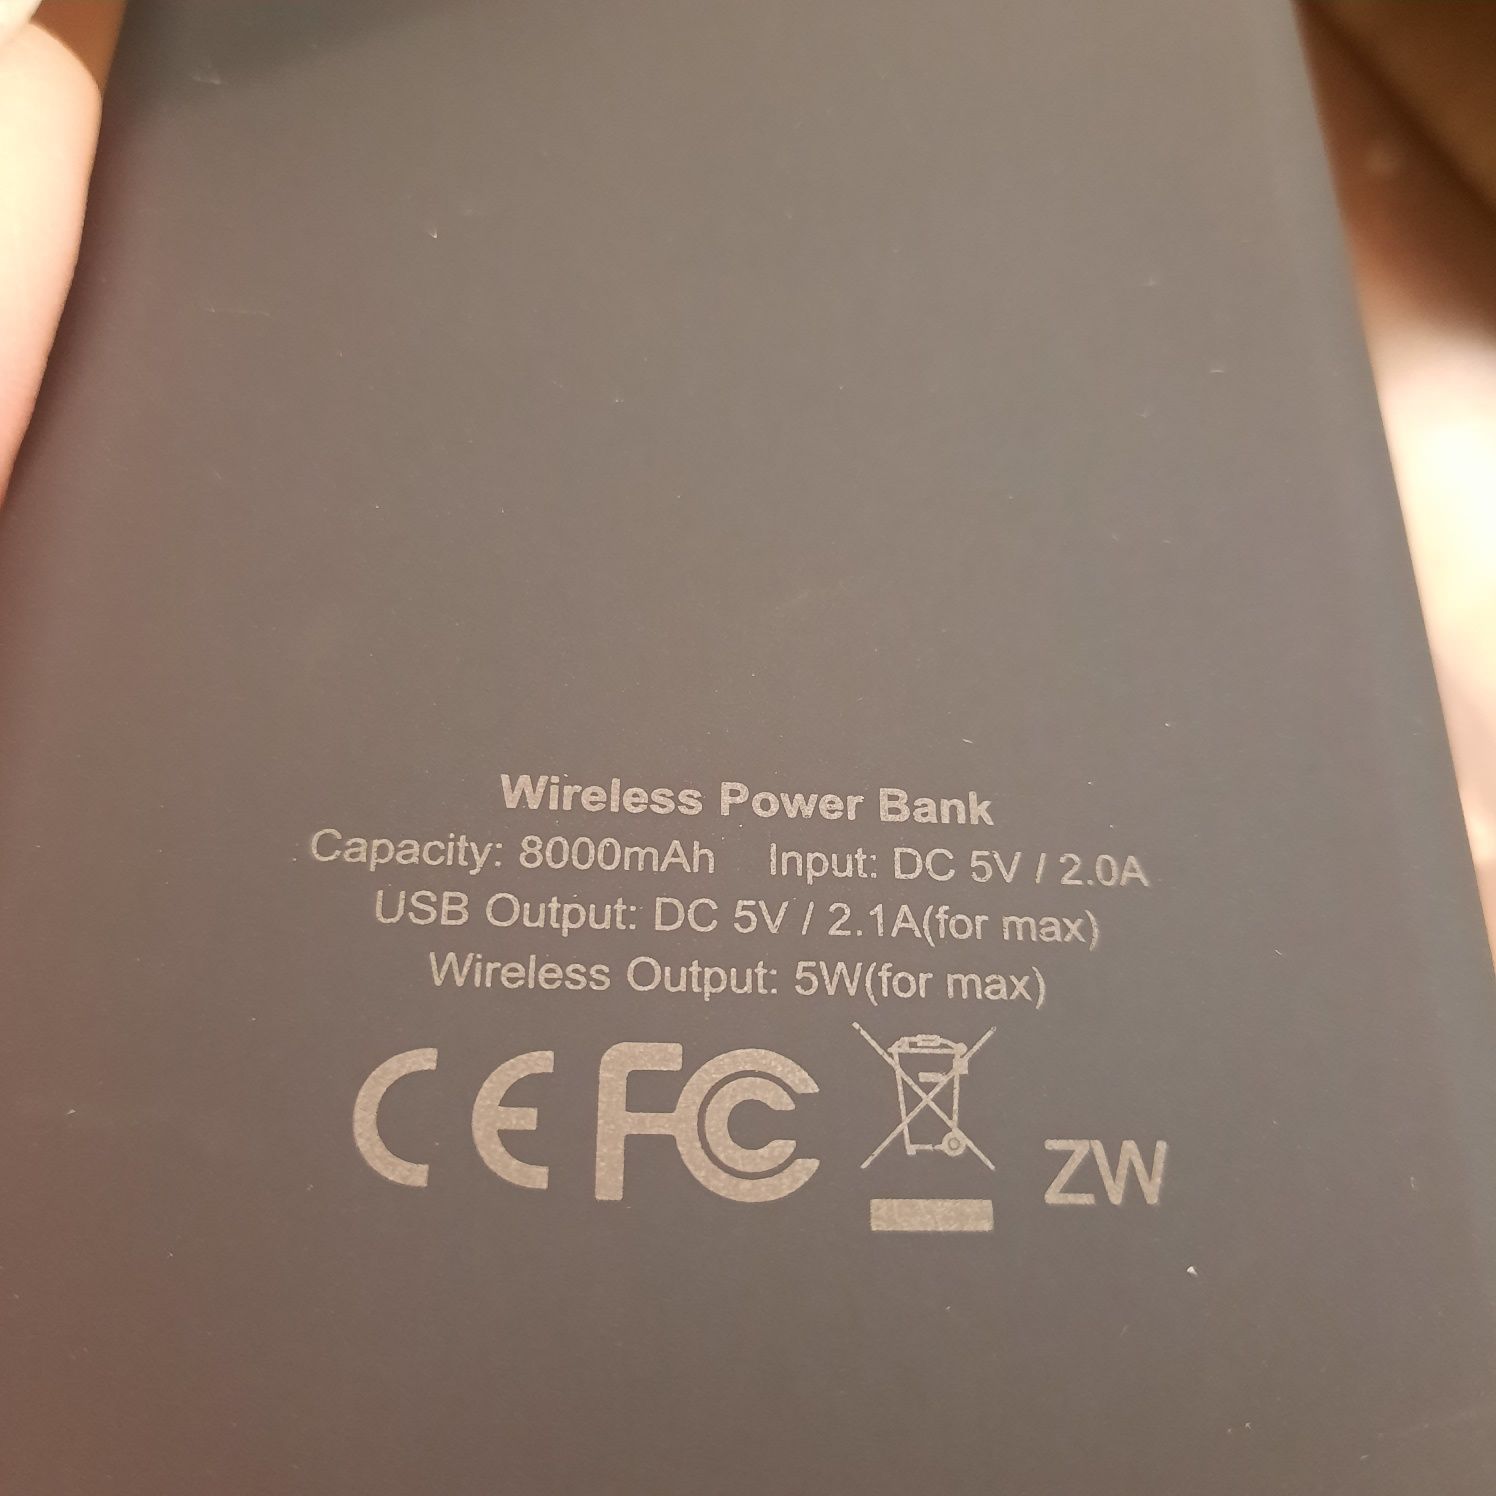 Wireless Power Bank
Capacity: 8000mAh Input: DC 5V / 2.0A
USB Output: DC 5V / 2.1A(for max)
Wireless Output: 5W(for max)
CE FC ZW